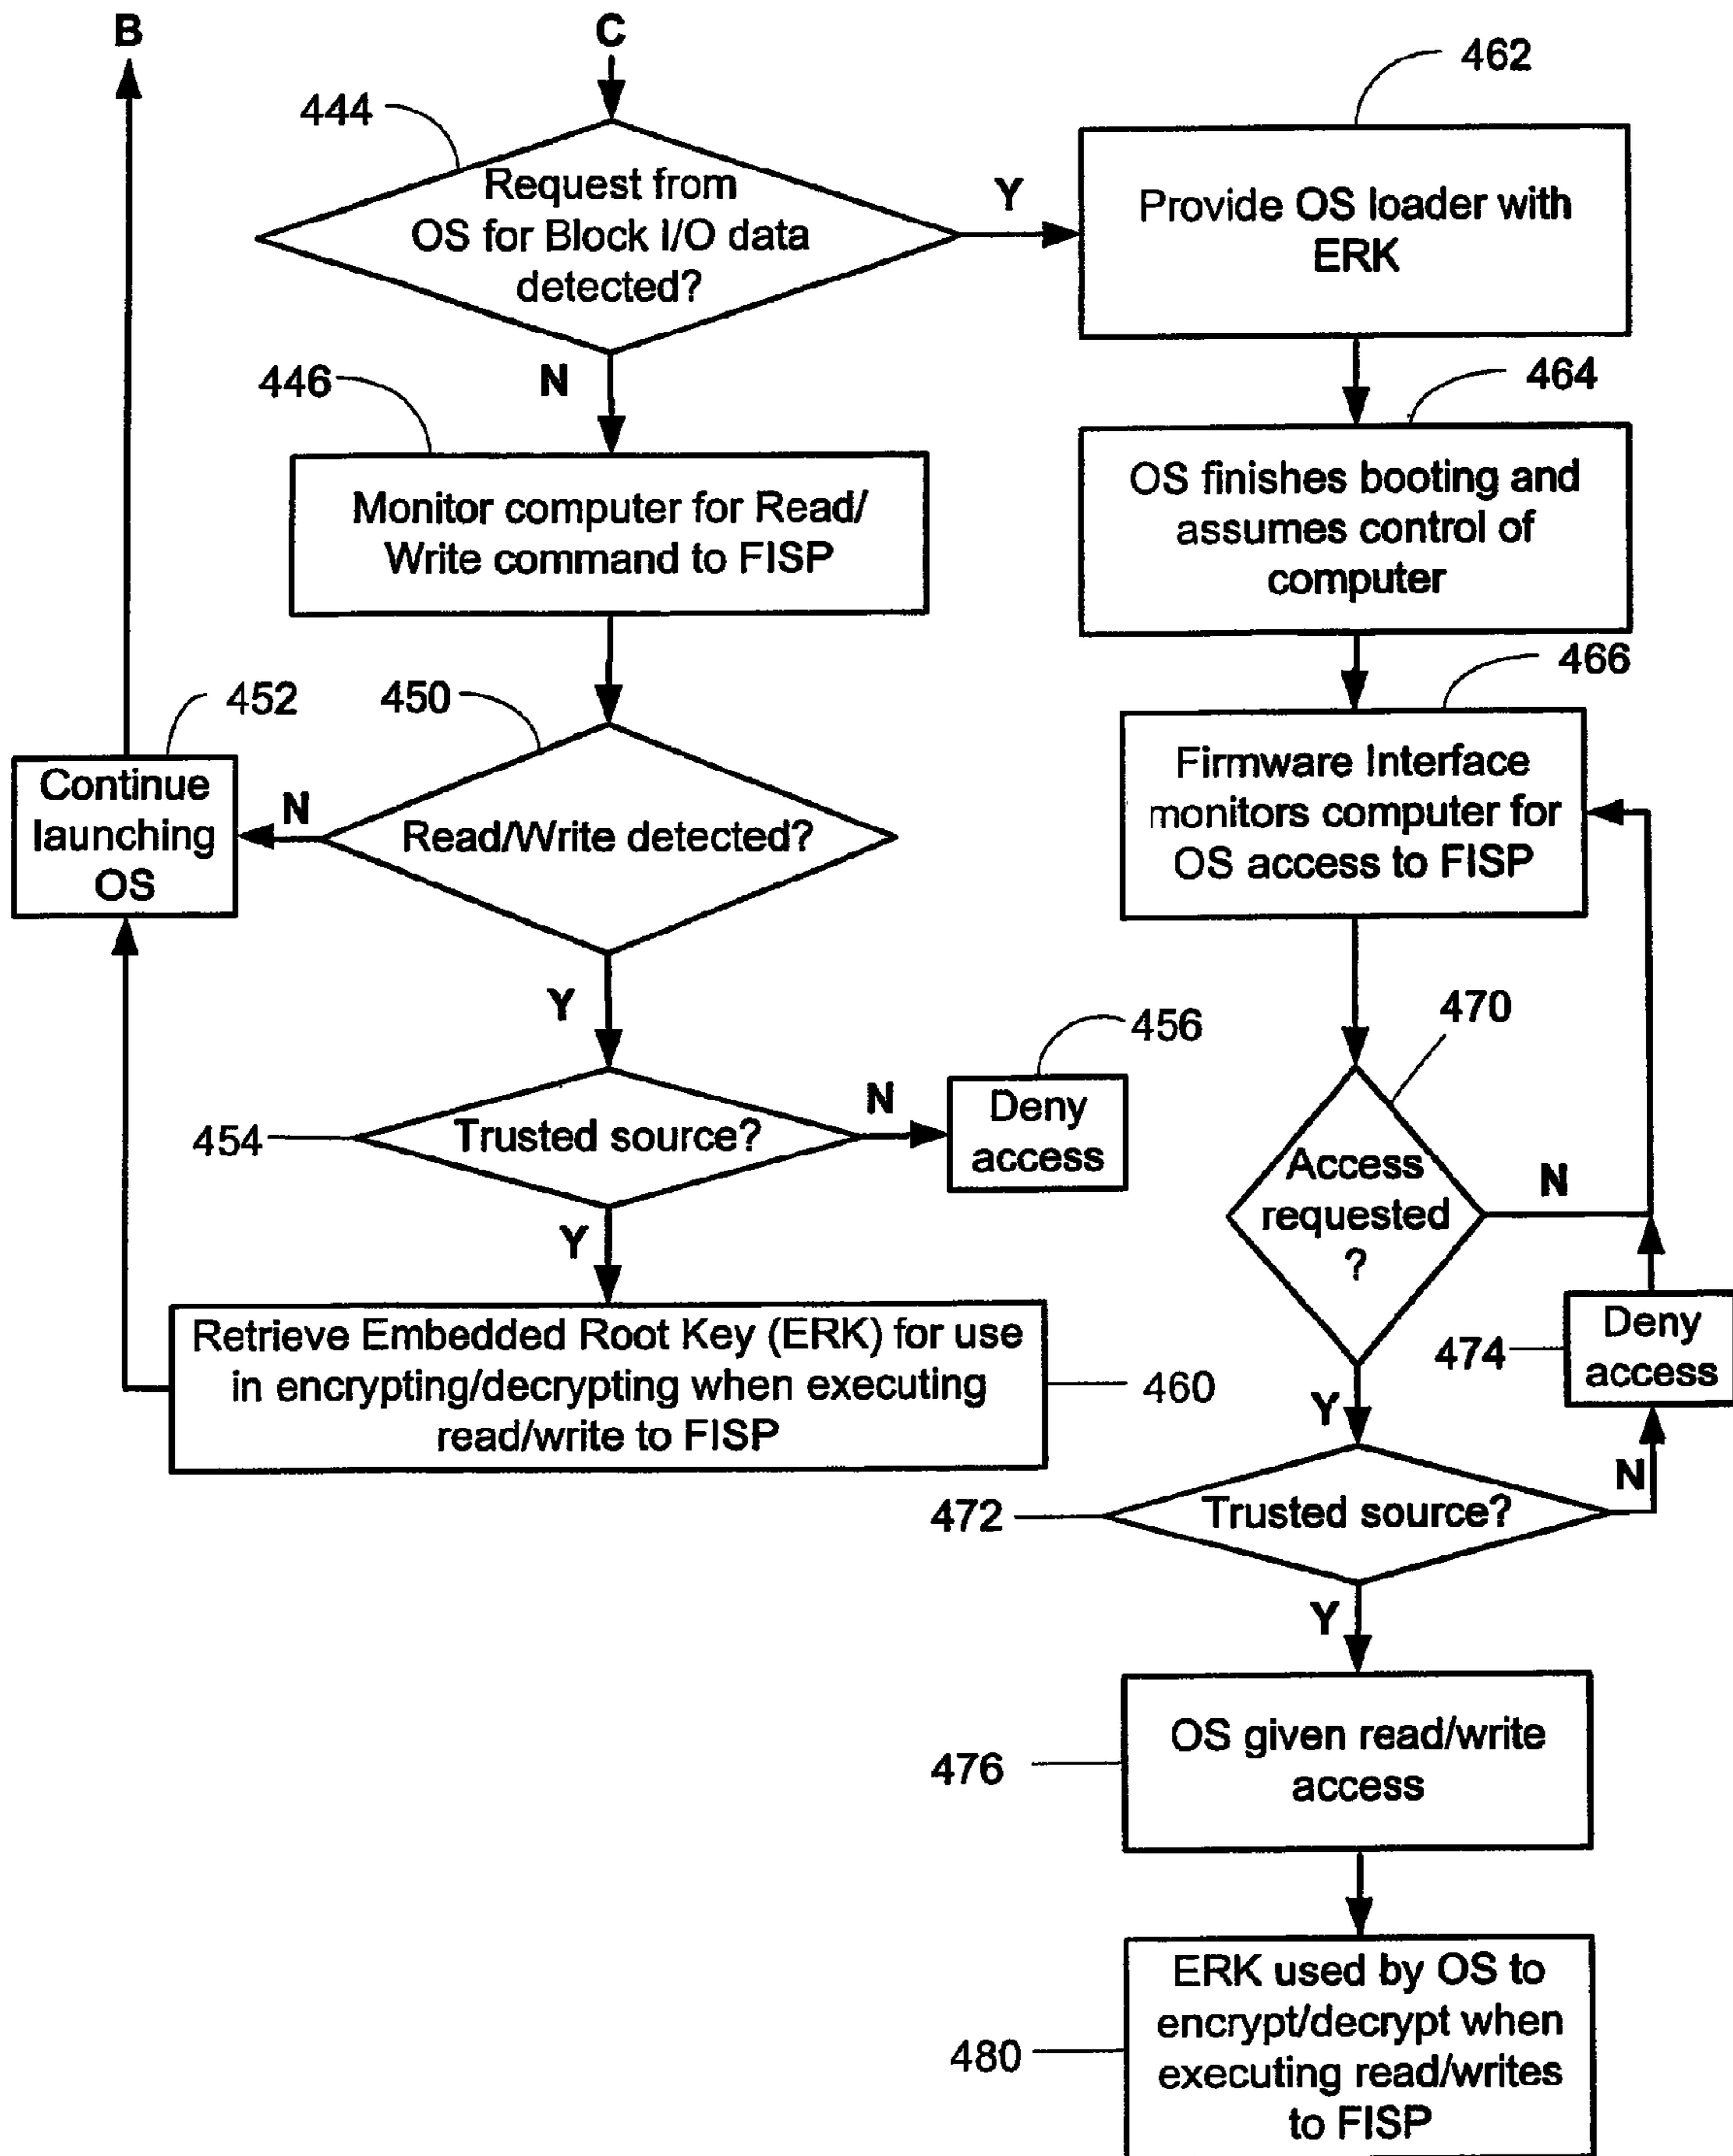 B
C
444
Request from
OS for Block I/O data
detected?
Y
N
462
Provide OS loader with
ERK
446
Monitor computer for Read/
Write command to FISP
464
OS finishes booting and
assumes control of
computer
452
Continue
launching
OS
450
N
Read/Write detected?
Y
466
Firmware Interface
monitors computer for
OS access to FISP
454
Trusted source?
N
Y
456
Deny
access
470
Access
requested
?
N
Y
Retrieve Embedded Root Key (ERK) for use
in encrypting/decrypting when executing
read/write to FISP
460
474
Deny
access
472
Trusted source?
N
Y
476
OS given read/write
access
480
ERK used by OS to
encrypt/decrypt when
executing read/writes
to FISP